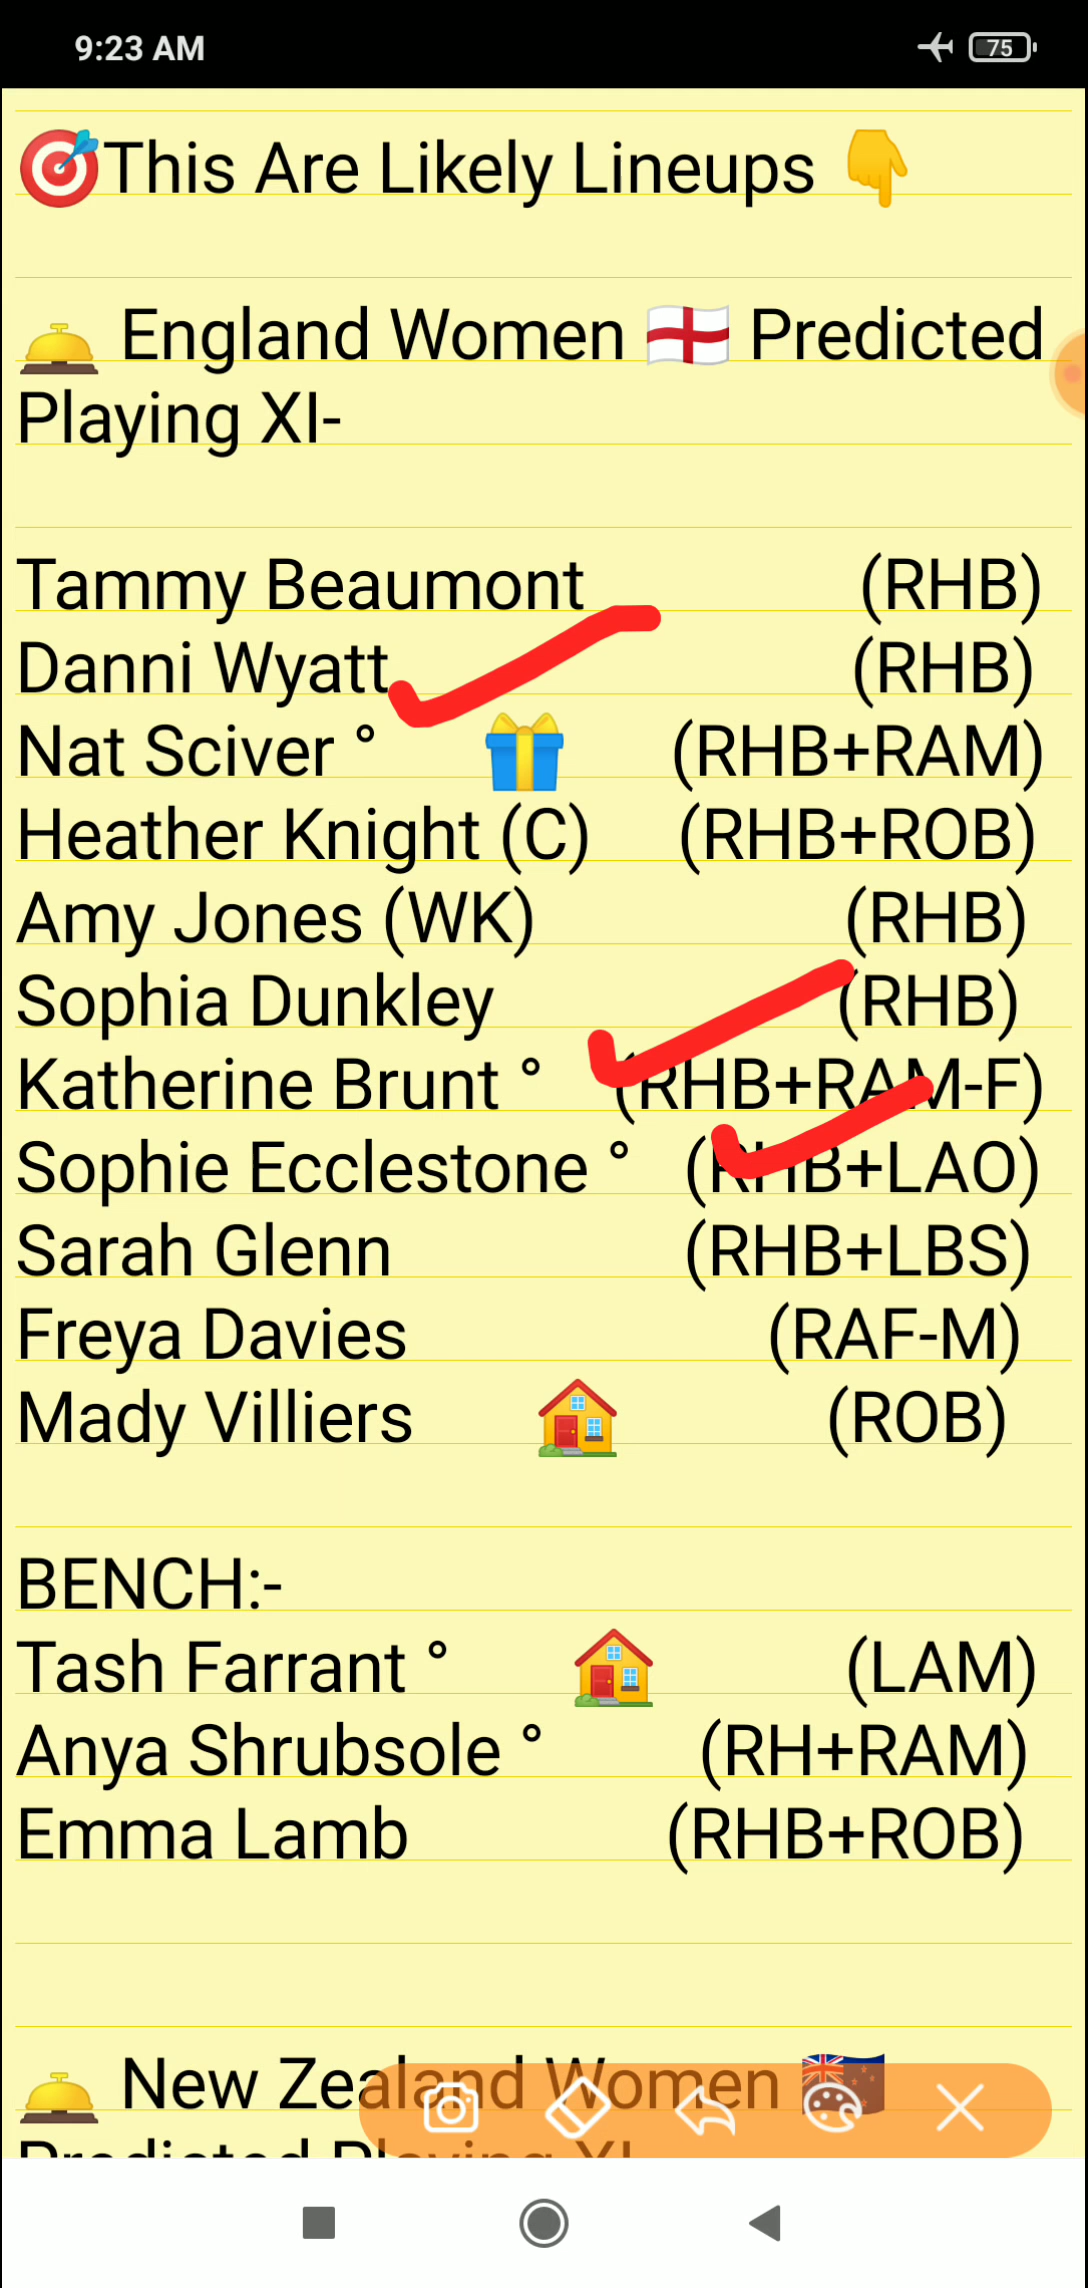 9:23 AM 75
🎯This Are Likely Lineups 👇
🛎 England Women 🏴󠁧󠁢󠁥󠁮󠁧󠁿 Predicted
Playing XI-
Tammy Beaumont (RHB)
Danni Wyatt (RHB)
Nat Sciver ° 🎁 (RHB+RAM)
Heather Knight (C) (RHB+ROB)
Amy Jones (WK) (RHB)
Sophia Dunkley (RHB)
Katherine Brunt ° (RHB+RAM-F)
Sophie Ecclestone ° (RHB+LAO)
Sarah Glenn (RHB+LBS)
Freya Davies (RAF-M)
Mady Villiers 🏠 (ROB)
BENCH:-
Tash Farrant ° 🏠 (LAM)
Anya Shrubsole ° (RH+RAM)
Emma Lamb (RHB+ROB)
🛎 New Zealand Women 🇳🇿
Predicted Playing XI